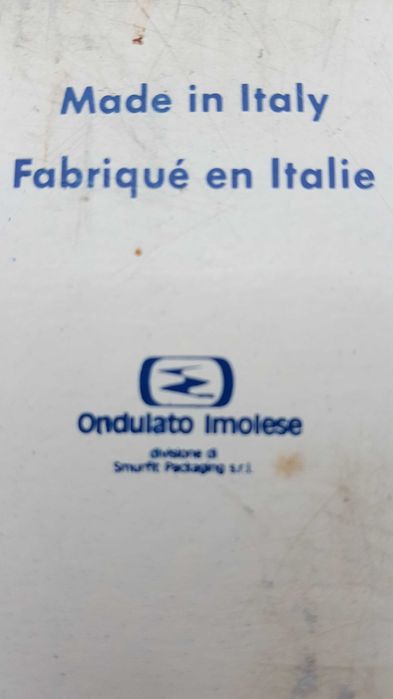 Made in Italy
Fabriqué en Italie
Ondulato Imolese
divisione di
Smurfit Packaging s.r.l.